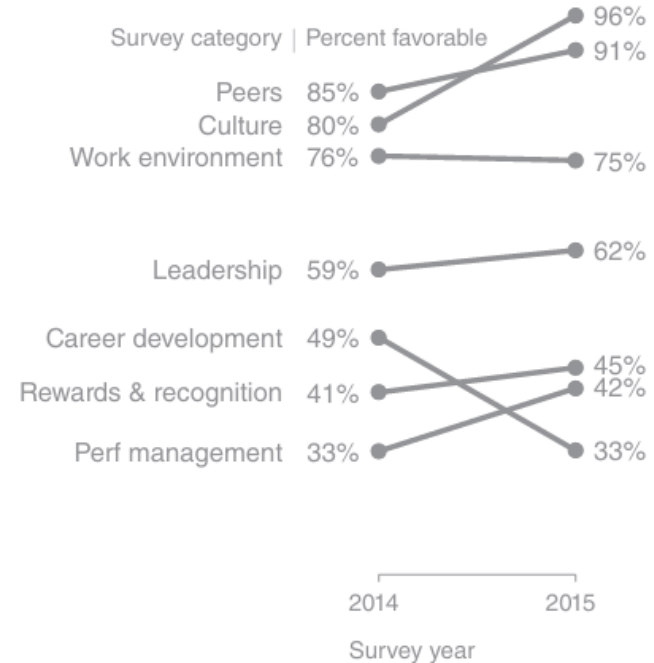 96%
Survey category | Percent favorable
91%
Peers 85%
Culture 80%
Work environment 76% 75%
Leadership 59% 62%
Career development 49%
45%
Rewards & recognition 41% 42%
Perf management 33% 33%
2014 2015
Survey year